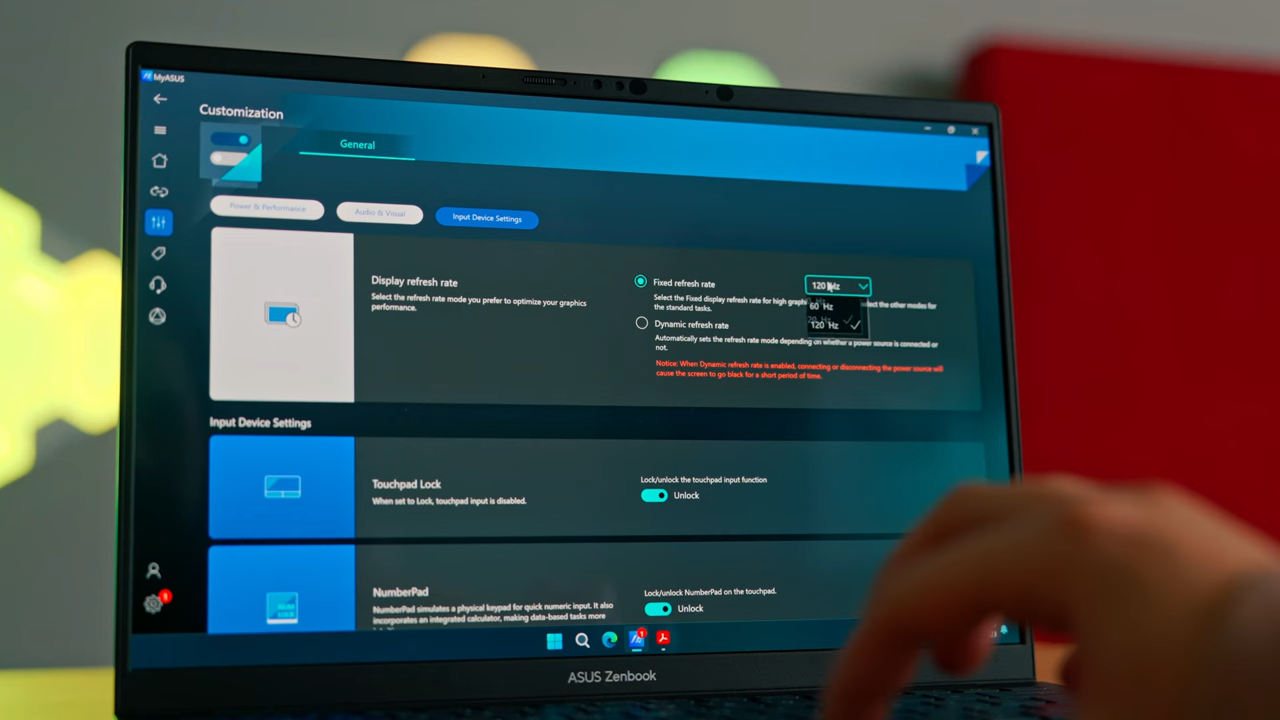 MyASUS
Customization
General
Power & Performance
Audio & Visual
Input Device Settings
Display refresh rate
Select the refresh rate mode you prefer to optimize your graphics
performance.
Fixed refresh rate
120 Hz
Select the Fixed display refresh rate for high graphi
lect the other modes for
the standard tasks.
60 Hz
120 Hz
Dynamic refresh rate
Automatically sets the refresh rate mode depending on whether a power source is connected or
not.
Notice: When Dynamic refresh rate is enabled, connecting or disconnecting the power source will
cause the screen to go black for a short period of time.
Input Device Settings
Touchpad Lock
When set to Lock, touchpad input is disabled.
Lock/unlock the touchpad input function
Unlock
NumberPad
NumberPad simulates a physical keypad for quick numeric input. It also
incorporates an integrated calculator, making data-based tasks more
Lock/unlock NumberPad on the touchpad.
Unlock
NUM
LOCK
ASUS Zenbook